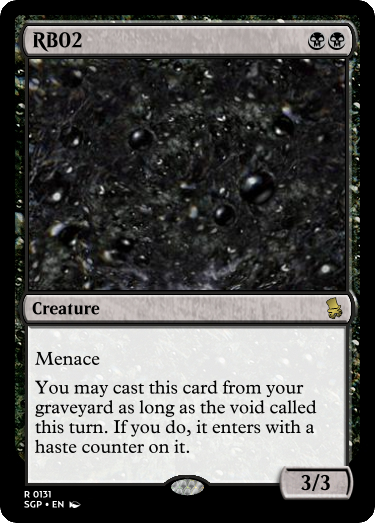 RB02
Creature
Menace
You may cast this card from your
graveyard as long as the void called
this turn. If you do, it enters with a
haste counter on it.
3/3
R 0131
SGP • EN